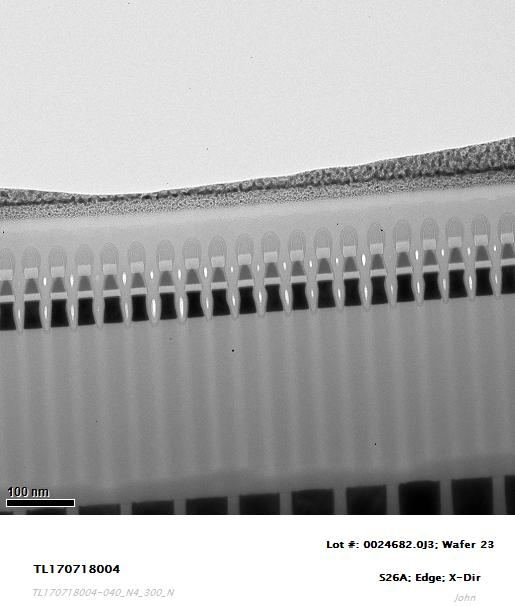 100 nm
Lot #: 0024682.0J3; Wafer 23
TL170718004
S26A; Edge; X-Dir
TL170718004-040_N4_300_N
John